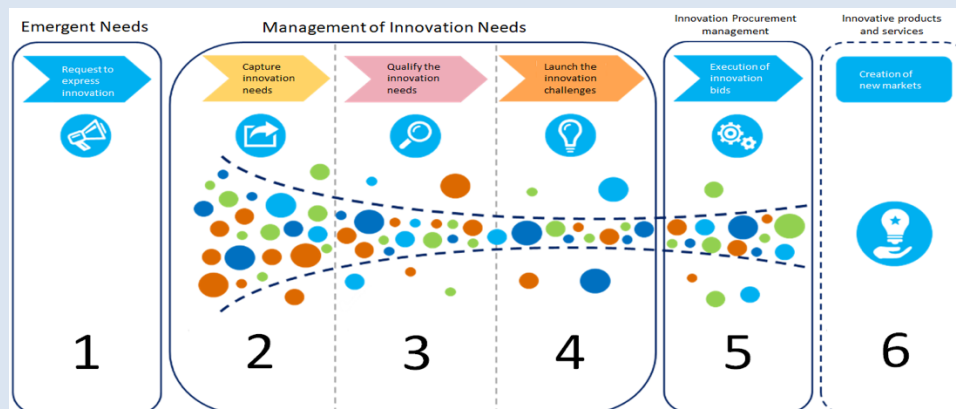 Emergent Needs
Management of Innovation Needs
Innovation Procurement
management
Innovative products
and services
Request to
express
innovation
Capture
innovation
needs
Qualify the
innovation
needs
Launch the
innovation
challenges
Execution of
innovation
bids
Creation of
new markets
1
2
3
4
5
6